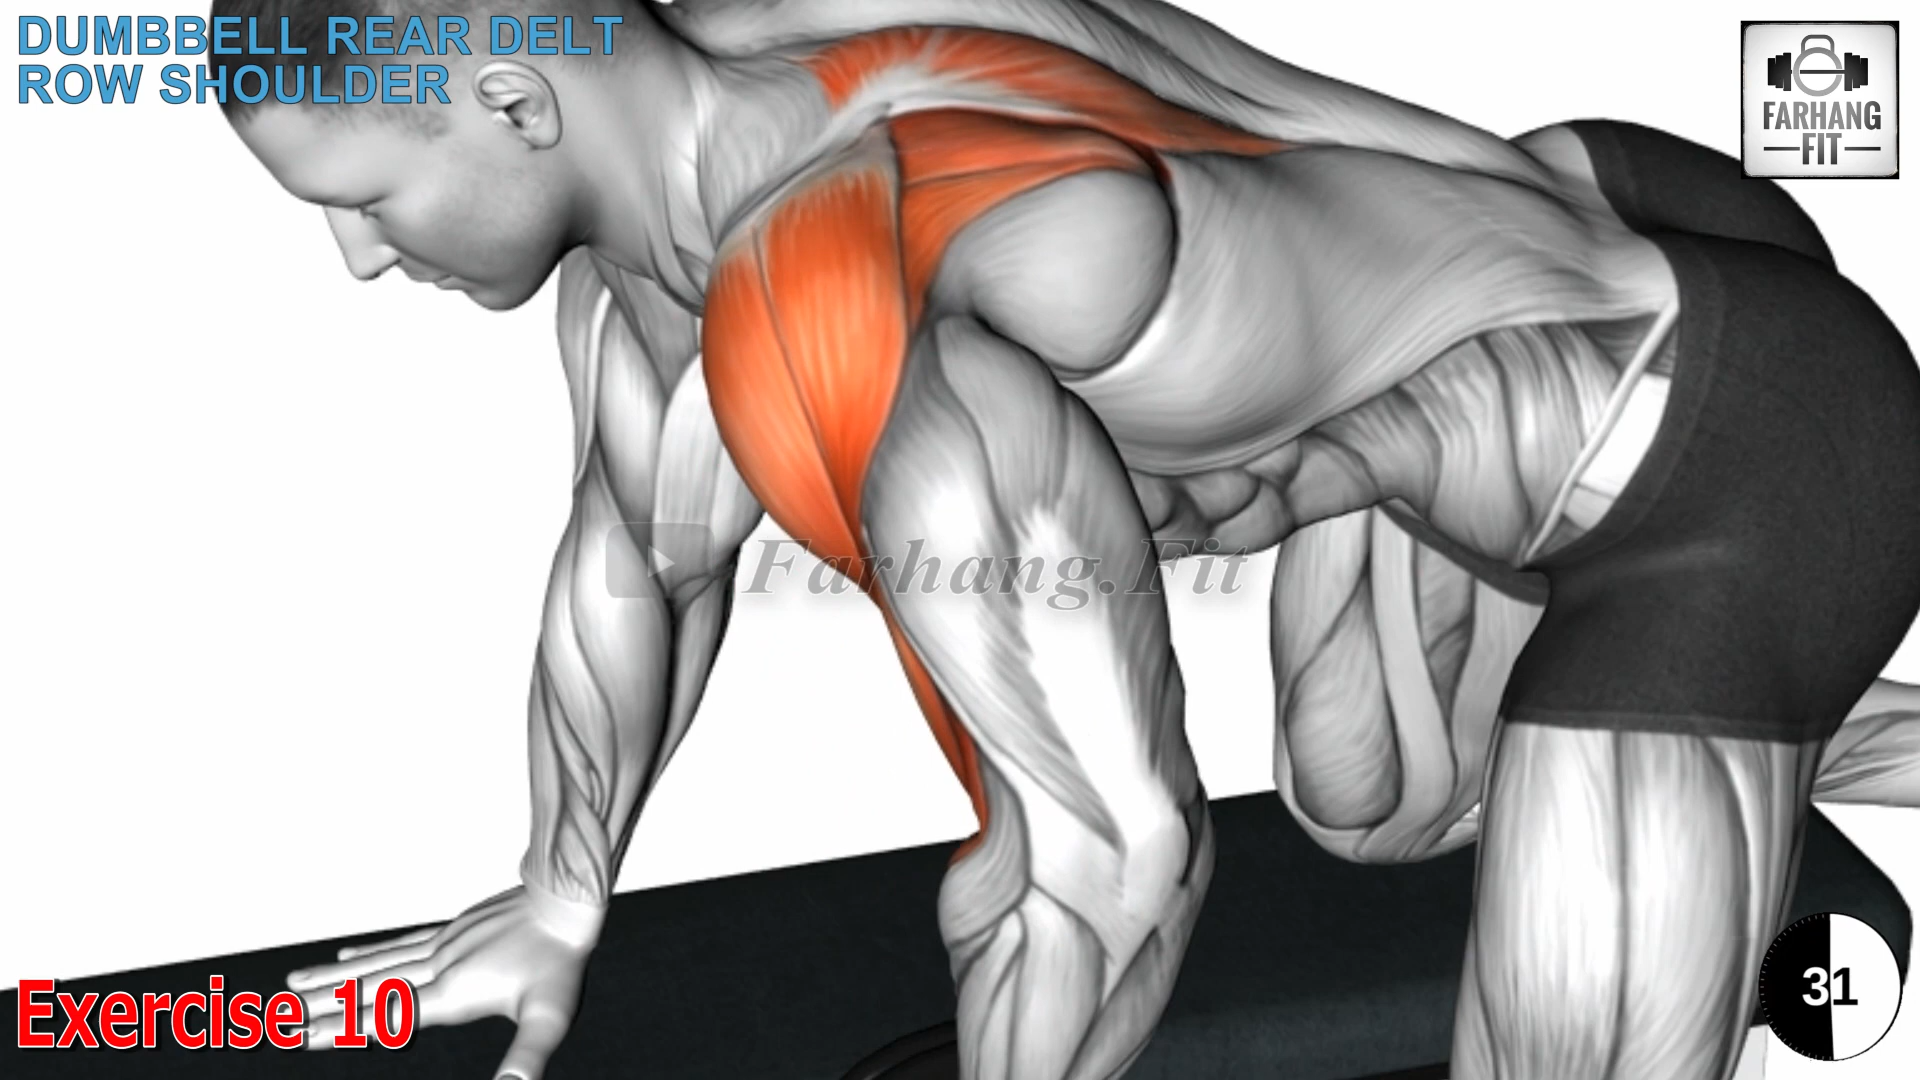 DUMBBELL REAR DELT
ROW SHOULDER
FARHANG
FIT
Farhang.Fit
Exercise 10
31